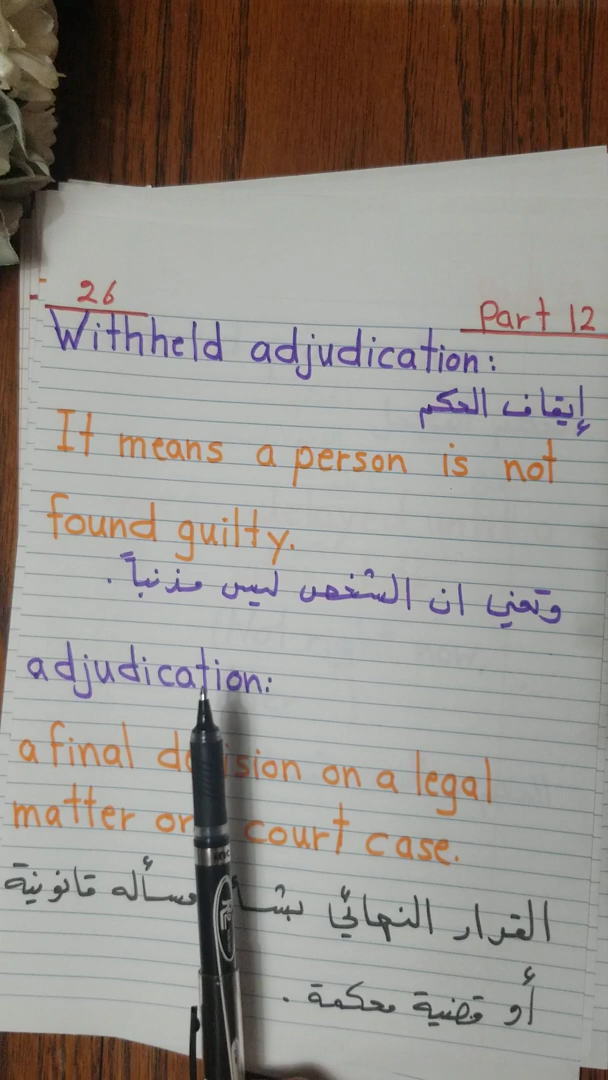 26
Part 12
Withheld adjudication:
إيقاف الحكم
It means a person is not
found guilty.
وتعني ان الشخص ليس مذنباً.
adjudication:
a final on a legal
matter or court case.
القرار النهائي مسأله قانونية
أو قضية محكمة.